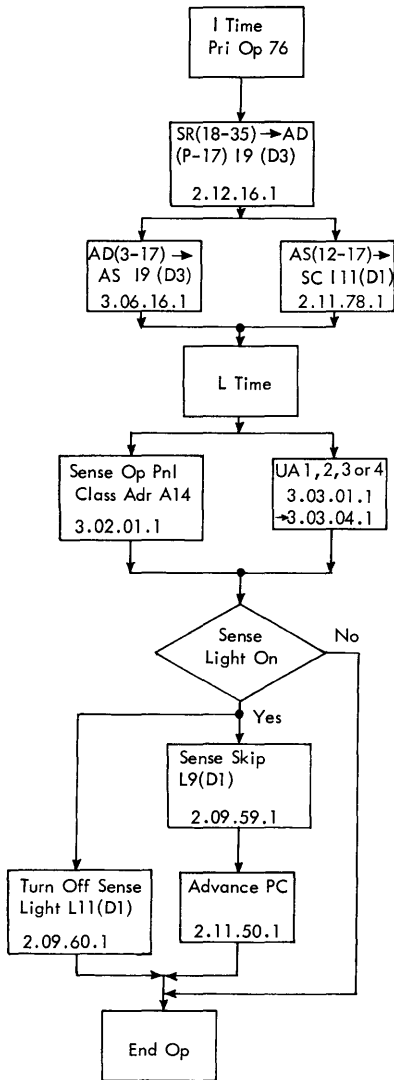 I Time
Pri Op 76
SR(18-35)→AD
(P-17) I9 (D3)
2.12.16.1
AD(3-17)→
AS I9 (D3)
3.06.16.1
AS(12-17)→
SC I11(D1)
2.11.78.1
L Time
Sense Op Pnl
Class Adr A14
3.02.01.1
UA 1, 2, 3 or 4
3.03.01.1
→3.03.04.1
Sense
Light On
No
Yes
Sense Skip
L9(D1)
2.09.59.1
Turn Off Sense
Light L11(D1)
2.09.60.1
Advance PC
2.11.50.1
End Op